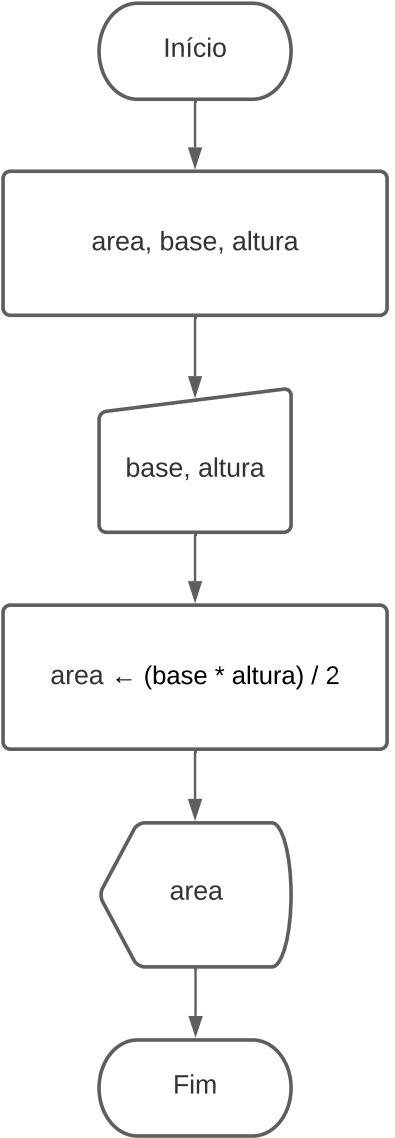 Início
area, base, altura
base, altura
area ← (base * altura) / 2
area
Fim